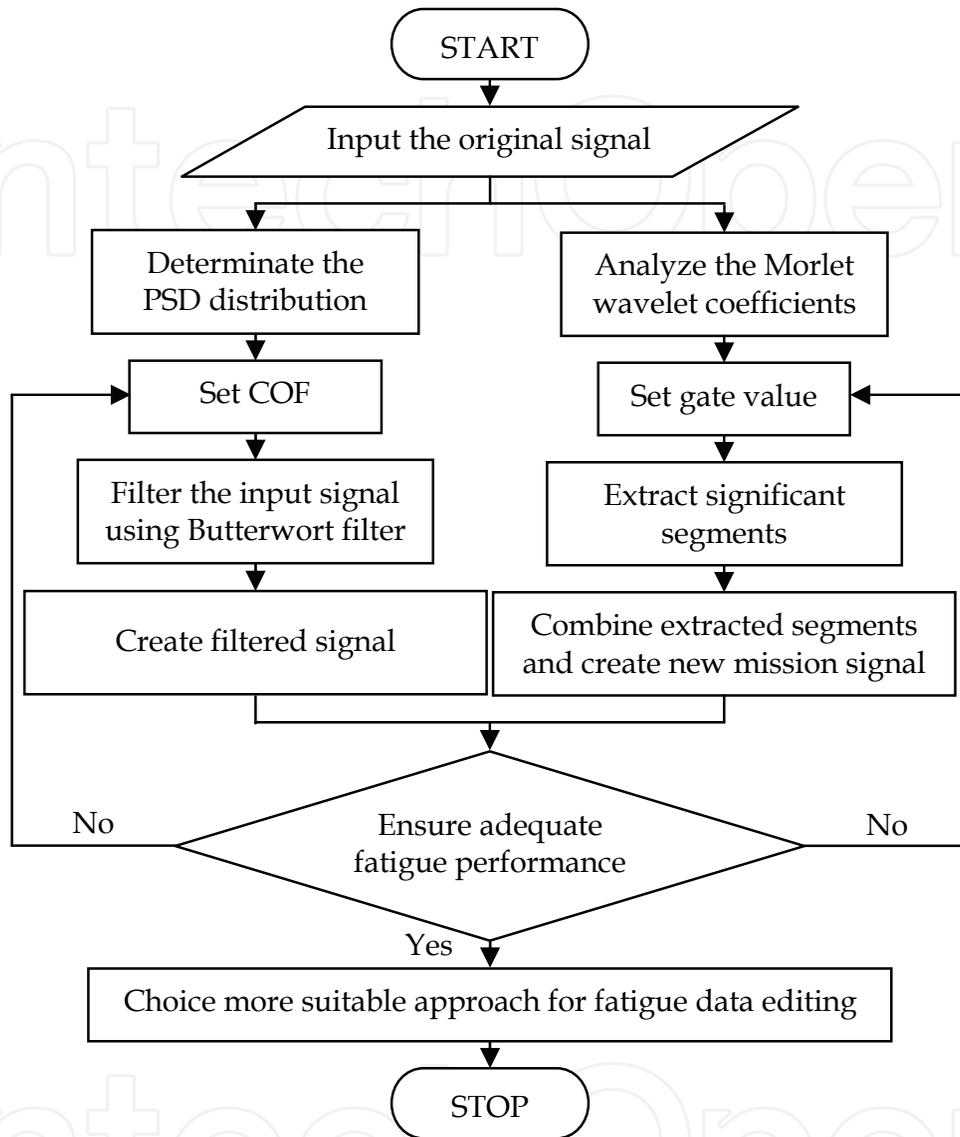 START
Input the original signal
Determinate the
PSD distribution
Analyze the Morlet
wavelet coefficients
Set COF
Set gate value
Filter the input signal
using Butterwort filter
Extract significant
segments
Create filtered signal
Combine extracted segments
and create new mission signal
No
Ensure adequate
fatigue performance
No
Yes
Choice more suitable approach for fatigue data editing
STOP